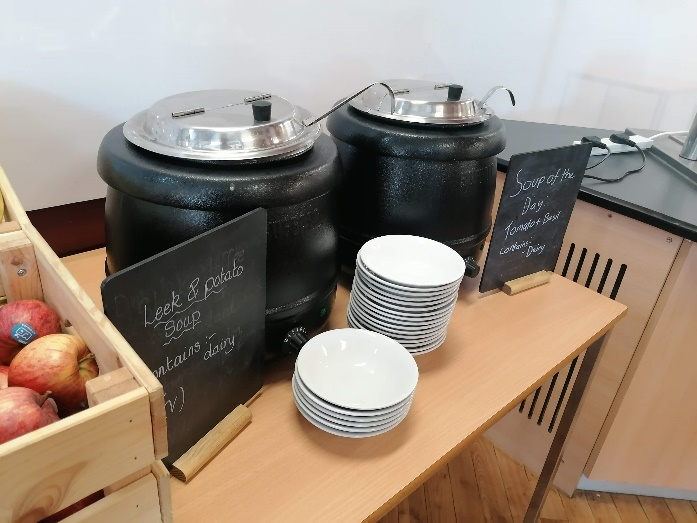 Leek & potato
Soup
contains:- dairy
(v)
Soup of the
Day
Tomato + Basil
contains:-
Dairy